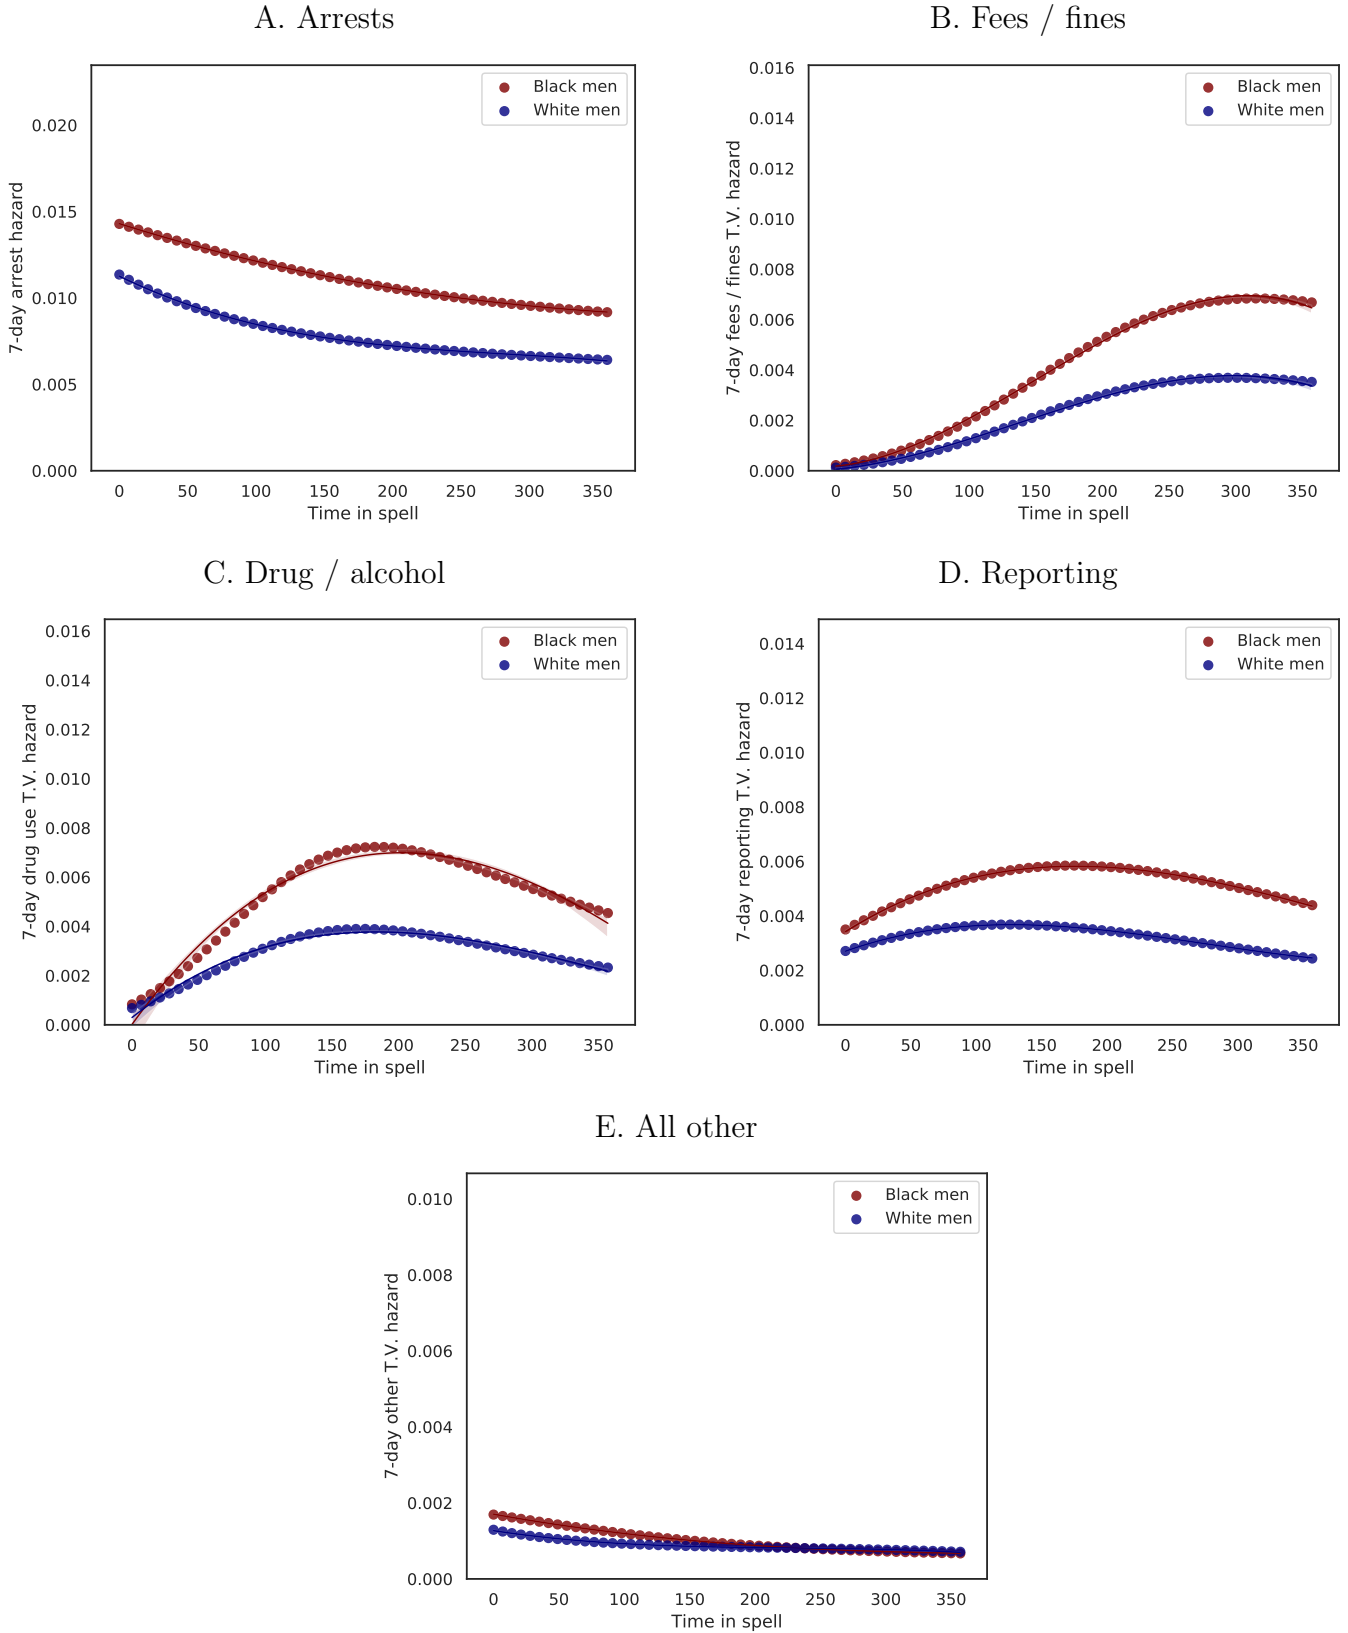 A. Arrests
7-day arrest hazard
0.020
0.015
0.010
0.005
0.000
Black men
White men
0 50 100 150 200 250 300 350
Time in spell
B. Fees / fines
7-day fees / fines T.V. hazard
0.016
0.014
0.012
0.010
0.008
0.006
0.004
0.002
0.000
Black men
White men
0 50 100 150 200 250 300 350
Time in spell
C. Drug / alcohol
7-day drug use T.V. hazard
0.016
0.014
0.012
0.010
0.008
0.006
0.004
0.002
0.000
Black men
White men
0 50 100 150 200 250 300 350
Time in spell
D. Reporting
7-day reporting T.V. hazard
0.014
0.012
0.010
0.008
0.006
0.004
0.002
0.000
Black men
White men
0 50 100 150 200 250 300 350
Time in spell
E. All other
7-day other T.V. hazard
0.010
0.008
0.006
0.004
0.002
0.000
Black men
White men
0 50 100 150 200 250 300 350
Time in spell